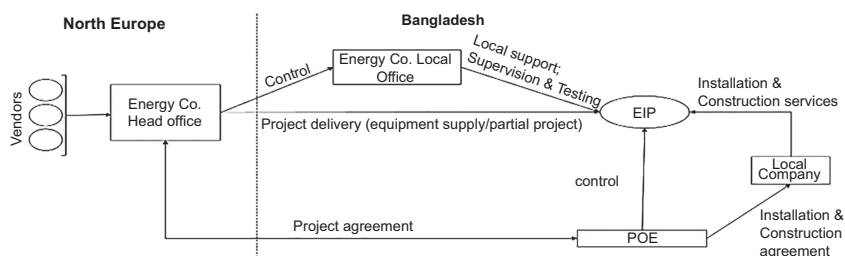 North Europe
Bangladesh
Vendors
Energy Co.
Head office
Control
Energy Co. Local
Office
Local support;
Supervision & Testing
Project delivery (equipment supply/partial project)
EIP
Installation &
Construction services
Local
Company
control
Project agreement
POE
Installation &
Construction
agreement